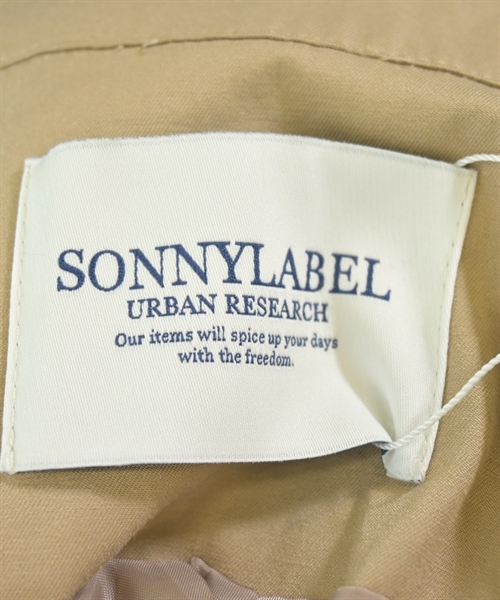 SONNYLABEL
URBAN RESEARCH
Our items will spice up your days
with the freedom.